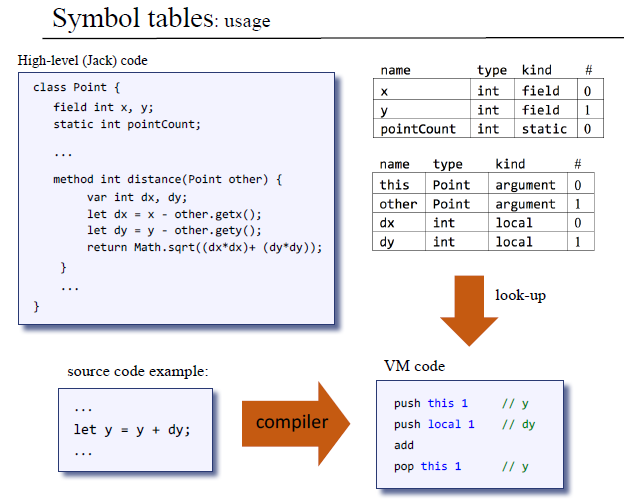 Symbol tables: usage
High-level (Jack) code
class Point {
field int x, y;
static int pointCount;
...
method int distance(Point other) {
var int dx, dy;
let dx = x - other.getx();
let dy = y - other.gety();
return Math.sqrt((dx*dx)+ (dy*dy));
}
...
}
name type kind #
x int field 0
y int field 1
pointCount int static 0
name type kind #
this Point argument 0
other Point argument 1
dx int local 0
dy int local 1
look-up
source code example:
...
let y = y + dy;
...
compiler
VM code
push this 1 // y
push local 1 // dy
add
pop this 1 // y